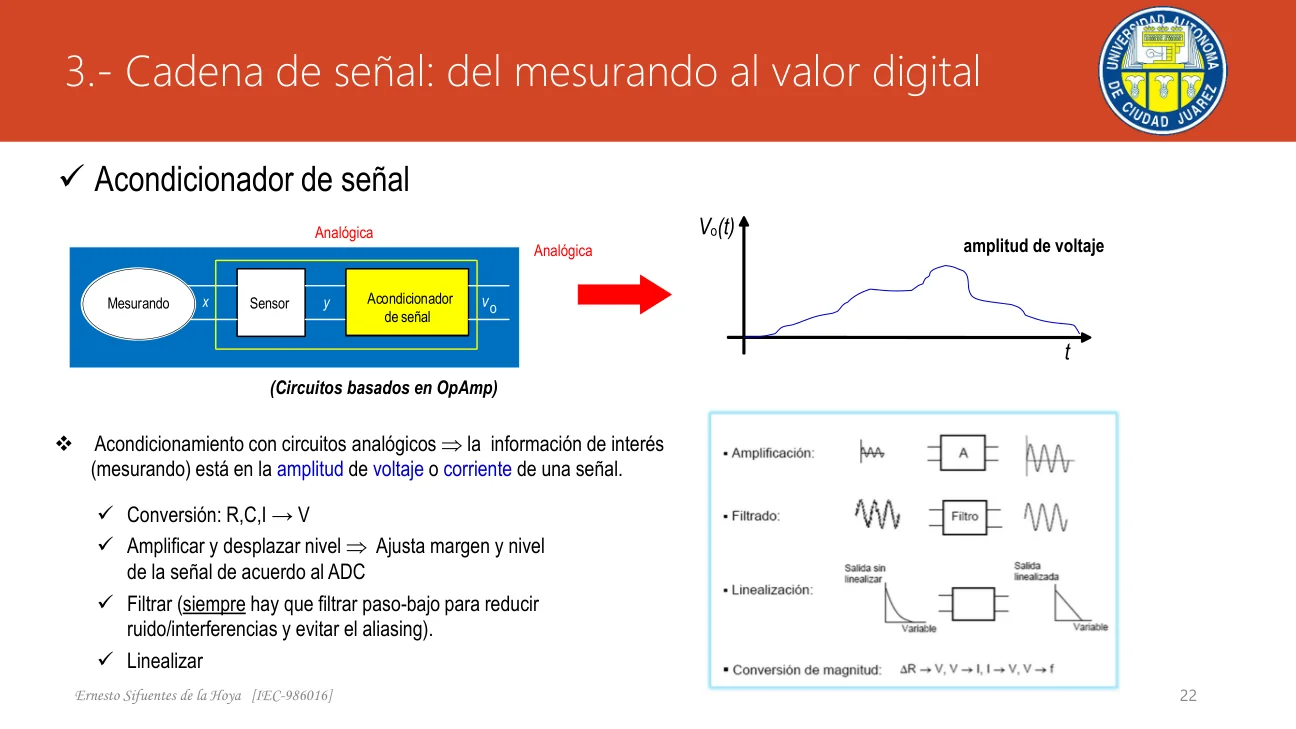 3.- Cadena de señal: del mesurando al valor digital
UNIVERSIDAD AUTONOMA
DE CIUDAD JUAREZ
✓ Acondicionador de señal
Analógica
Analógica
Mesurando
x
Sensor
y
Acondicionador
de señal
vo
(Circuitos basados en OpAmp)
Vo(t)
amplitud de voltaje
t
❖ Acondicionamiento con circuitos analógicos ⇒ la información de interés
(mesurando) está en la amplitud de voltaje o corriente de una señal.
✓ Conversión: R,C,I → V
✓ Amplificar y desplazar nivel ⇒ Ajusta margen y nivel
de la señal de acuerdo al ADC
✓ Filtrar (siempre hay que filtrar paso-bajo para reducir
ruido/interferencias y evitar el aliasing).
✓ Linealizar
▪ Amplificación:
A
▪ Filtrado:
Filtro
▪ Linealización:
Salida sin
linealizar
Variable
Salida
linealizada
Variable
▪ Conversión de magnitud: ΔR → V, V → I, I → V, V → f
Ernesto Sifuentes de la Hoya [IEC-986016]
22